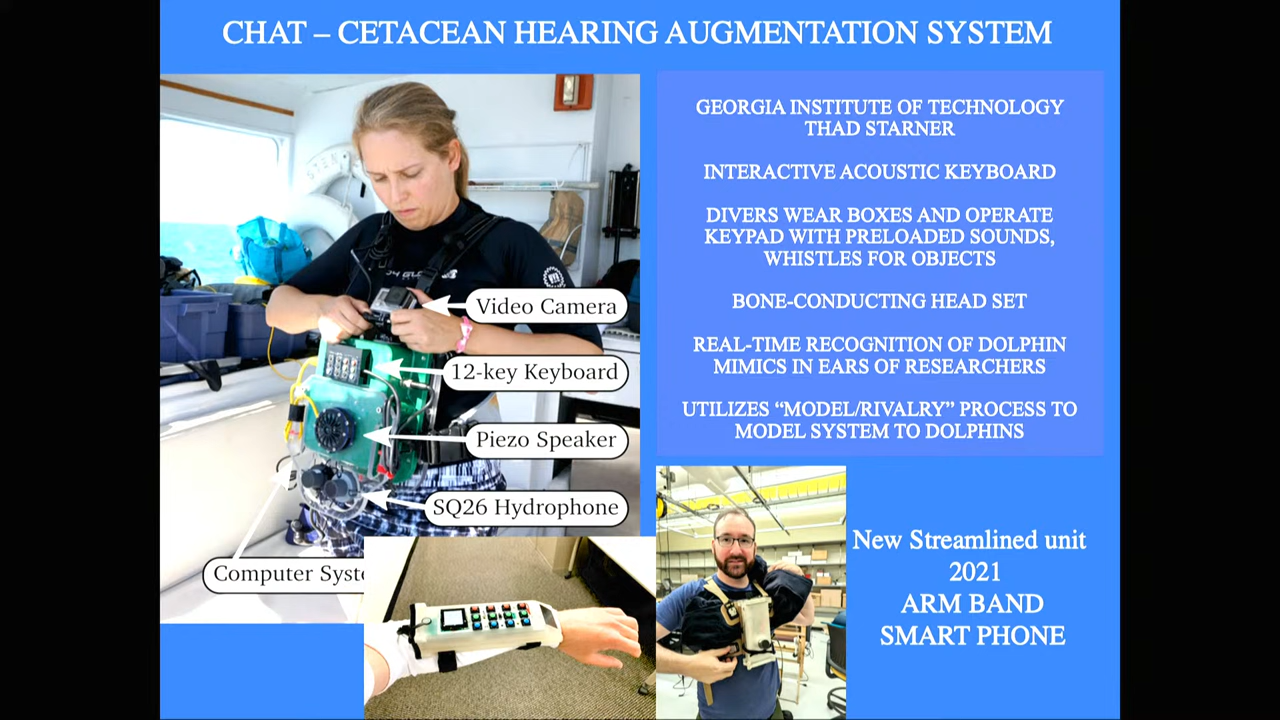 CHAT – CETACEAN HEARING AUGMENTATION SYSTEM
GEORGIA INSTITUTE OF TECHNOLOGY
THAD STARNER
INTERACTIVE ACOUSTIC KEYBOARD
DIVERS WEAR BOXES AND OPERATE
KEYPAD WITH PRELOADED SOUNDS,
WHISTLES FOR OBJECTS
BONE-CONDUCTING HEAD SET
REAL-TIME RECOGNITION OF DOLPHIN
MIMICS IN EARS OF RESEARCHERS
UTILIZES “MODEL/RIVALRY” PROCESS TO
MODEL SYSTEM TO DOLPHINS
Video Camera
12-key Keyboard
Piezo Speaker
SQ26 Hydrophone
Computer Syste
New Streamlined unit
2021
ARM BAND
SMART PHONE